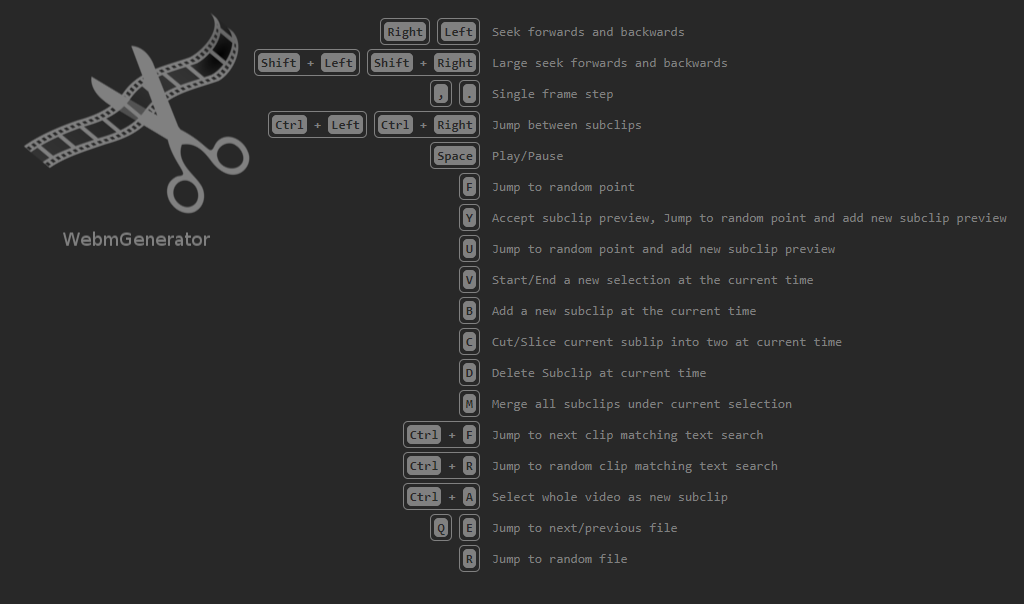 Right Left Seek forwards and backwards
Shift + Left Shift + Right Large seek forwards and backwards
, . Single frame step
Ctrl + Left Ctrl + Right Jump between subclips
Space Play/Pause
F Jump to random point
Y Accept subclip preview, Jump to random point and add new subclip preview
WebmGenerator
U Jump to random point and add new subclip preview
V Start/End a new selection at the current time
B Add a new subclip at the current time
C Cut/Slice current sublip into two at current time
D Delete Subclip at current time
M Merge all subclips under current selection
Ctrl + F Jump to next clip matching text search
Ctrl + R Jump to random clip matching text search
Ctrl + A Select whole video as new subclip
Q E Jump to next/previous file
R Jump to random file